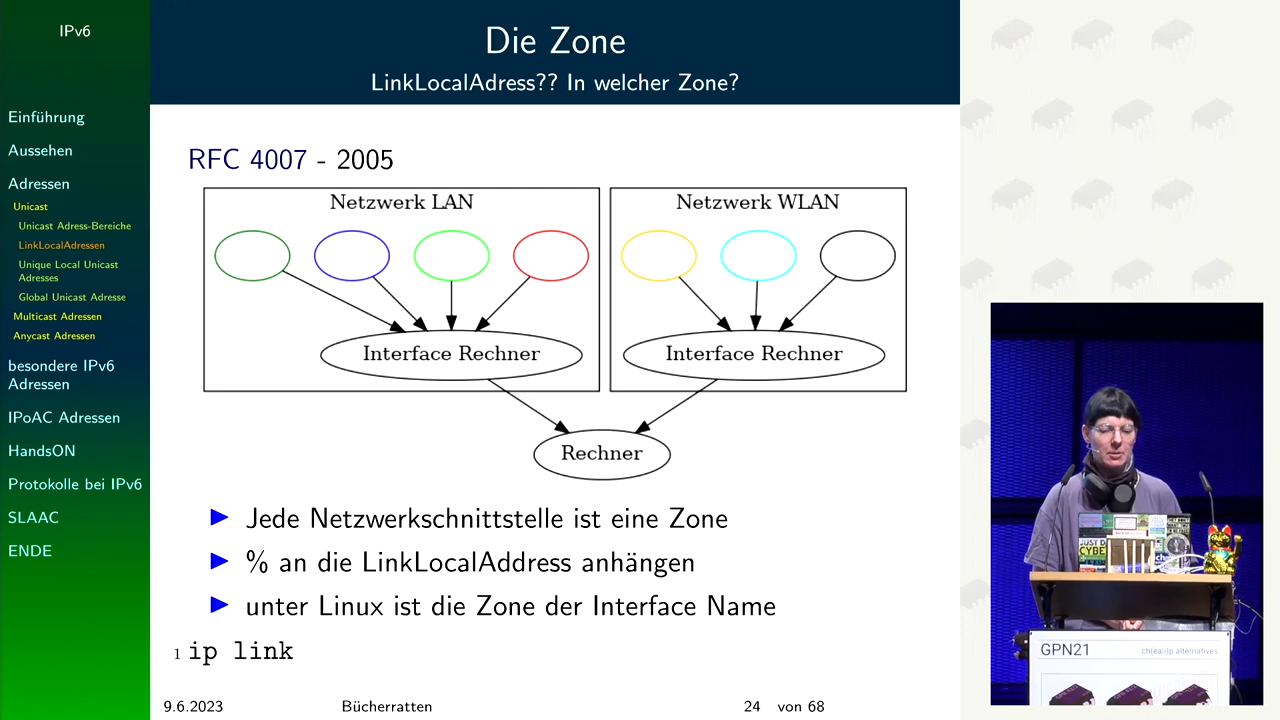 IPv6
Einführung
Aussehen
Adressen
Unicast
Unicast Adress-Bereiche
LinkLocalAdressen
Unique Local Unicast
Adresses
Global Unicast Adresse
Multicast Adressen
Anycast Adressen
besondere IPv6
Adressen
IPoAC Adressen
HandsON
Protokolle bei IPv6
SLAAC
ENDE
Die Zone
LinkLocalAdress?? In welcher Zone?
RFC 4007 - 2005
Netzwerk LAN
Netzwerk WLAN
Interface Rechner
Interface Rechner
Rechner
Jede Netzwerkschnittstelle ist eine Zone
% an die LinkLocalAddress anhängen
unter Linux ist die Zone der Interface Name
1 ip link
9.6.2023 Bücherratten 24 von 68
GPN21 ch(ea)ip alternatives